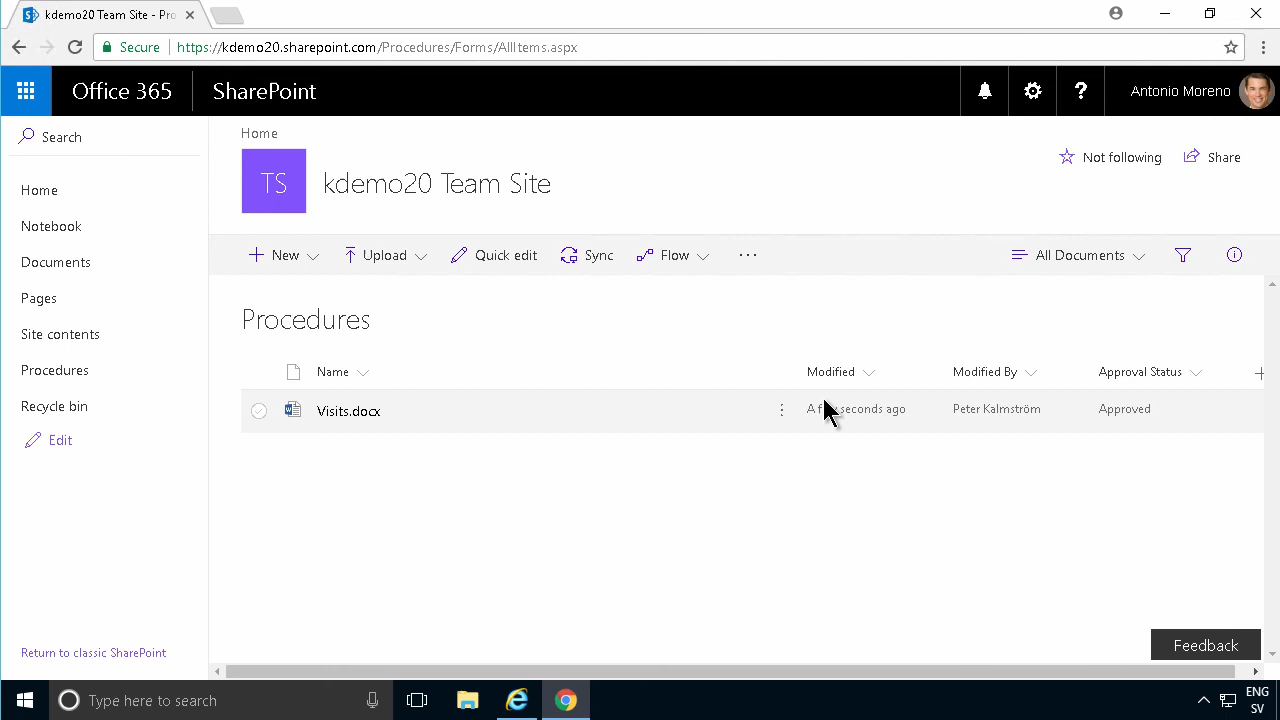 kdemo20 Team Site - Pro
Secure
https://kdemo20.sharepoint.com/Procedures/Forms/AllItems.aspx
Office 365 SharePoint Antonio Moreno
Search
Home
Notebook
Documents
Pages
Site contents
Procedures
Recycle bin
Edit
Return to classic SharePoint
Home
TS
kdemo20 Team Site
Not following Share
New Upload Quick edit Sync Flow ... All Documents
Procedures
Name Modified Modified By Approval Status
Visits.docx A seconds ago Peter Kalmström Approved
Feedback
Type here to search
ENG
SV